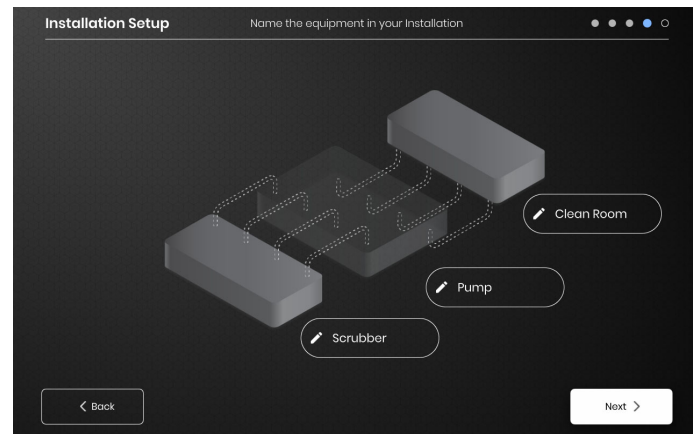 Installation Setup
Name the equipment in your Installation
Clean Room
Pump
Scrubber
Back
Next